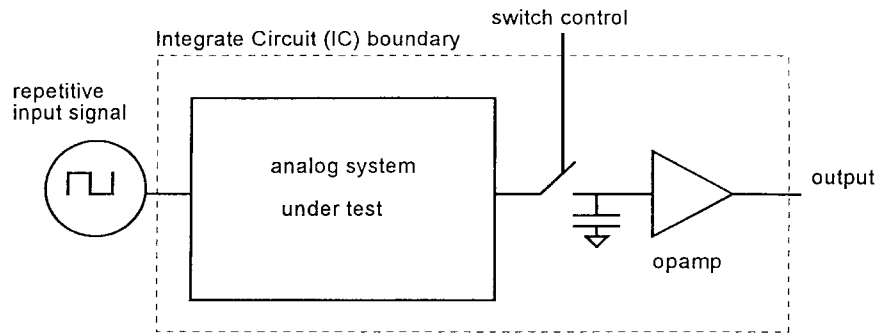 switch control
Integrate Circuit (IC) boundary
repetitive
input signal
analog system
under test
output
opamp